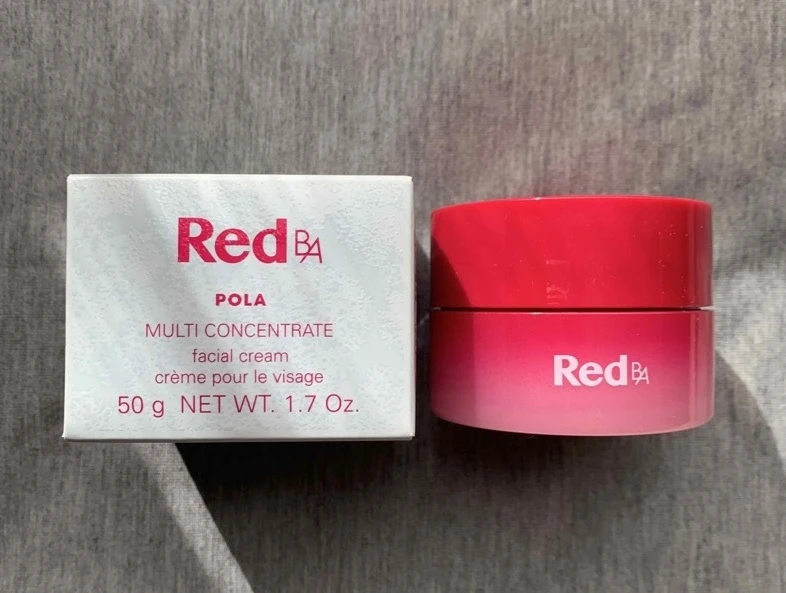 Red BA
POLA
MULTI CONCENTRATE
facial cream
crème pour le visage
50 g NET WT. 1.7 Oz.
Red BA